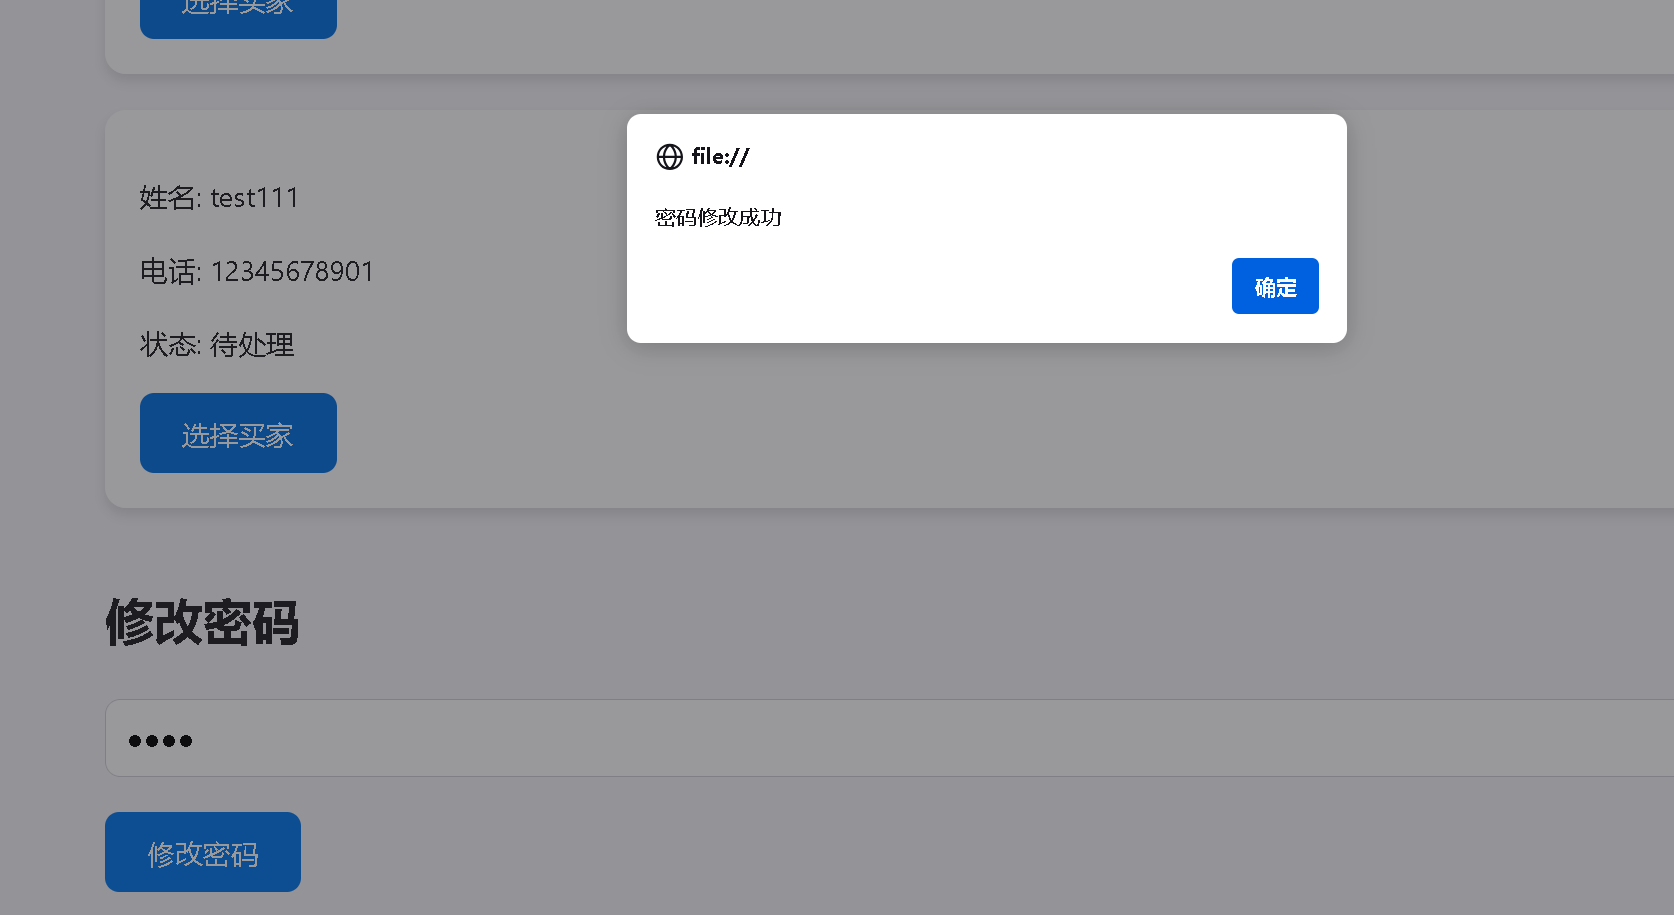 选择买家
file://
密码修改成功
确定
姓名: test111
电话: 12345678901
状态: 待处理
选择买家
修改密码
••••
修改密码